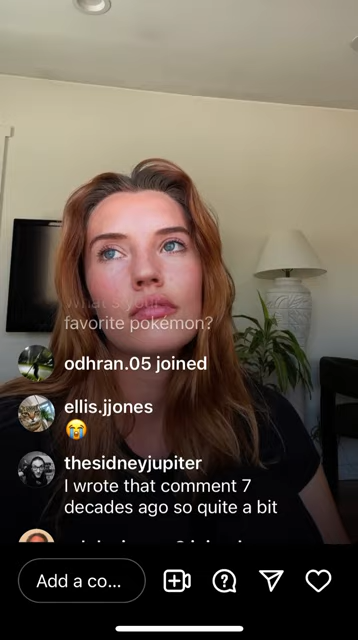 What's your
favorite pokémon?
odhran.05 joined
ellis.jjones
😭
thesidneyjupiter
I wrote that comment 7
decades ago so quite a bit
Add a co...